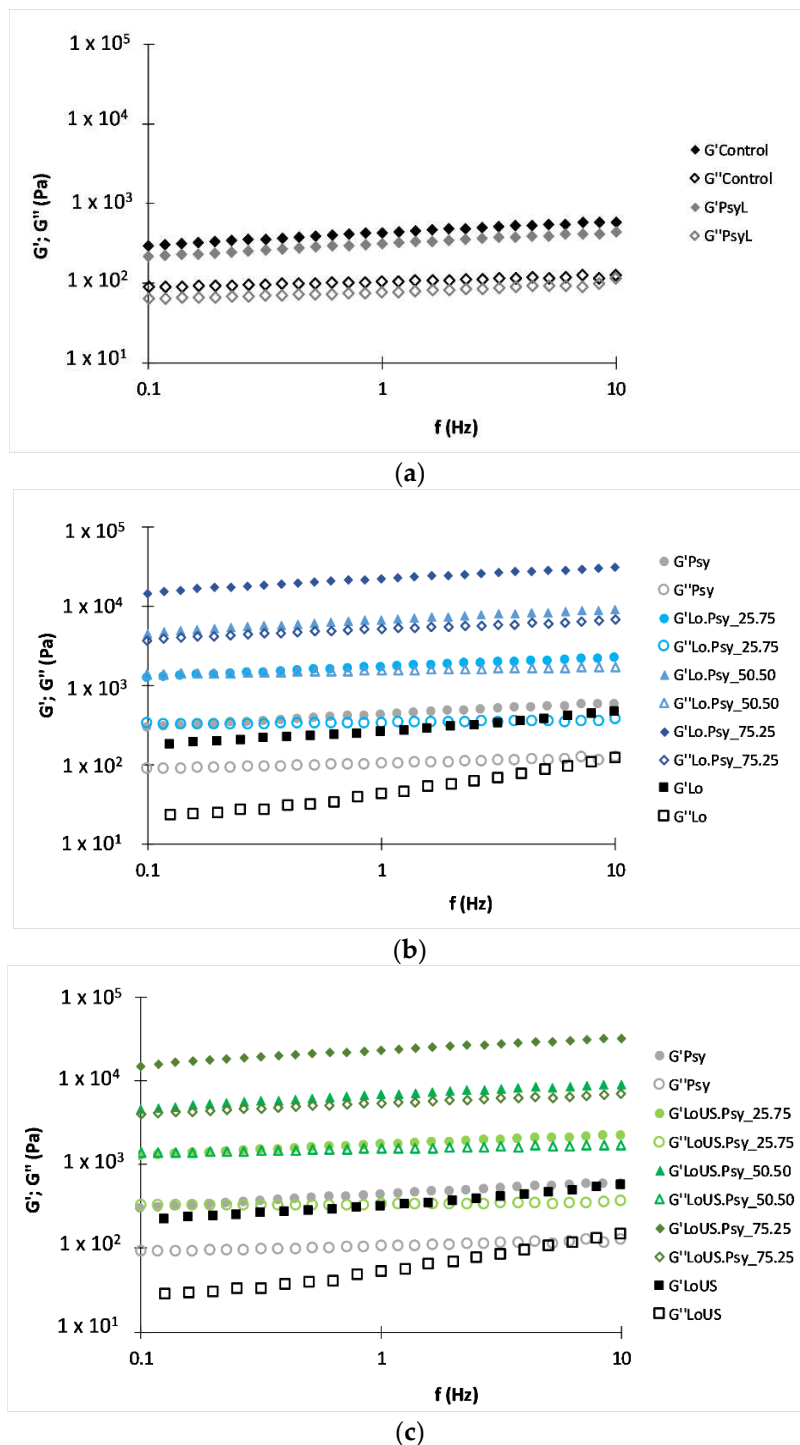 1 x 10⁵
1 x 10⁴
1 x 10³
1 x 10²
1 x 10¹
G'; G" (Pa)
0.1
1
10
f (Hz)
G'Control
G"Control
G'PsyL
G"PsyL
(a)
1 x 10⁵
1 x 10⁴
1 x 10³
1 x 10²
1 x 10¹
G'; G" (Pa)
0.1
1
10
f (Hz)
G'Psy
G"Psy
G'Lo.Psy_25.75
G"Lo.Psy_25.75
G'Lo.Psy_50.50
G"Lo.Psy_50.50
G'Lo.Psy_75.25
G"Lo.Psy_75.25
G'Lo
G"Lo
(b)
1 x 10⁵
1 x 10⁴
1 x 10³
1 x 10²
1 x 10¹
G'; G" (Pa)
0.1
1
10
f (Hz)
G'Psy
G"Psy
G'LoUS.Psy_25.75
G"LoUS.Psy_25.75
G'LoUS.Psy_50.50
G"LoUS.Psy_50.50
G'LoUS.Psy_75.25
G"LoUS.Psy_75.25
G'LoUS
G"LoUS
(c)